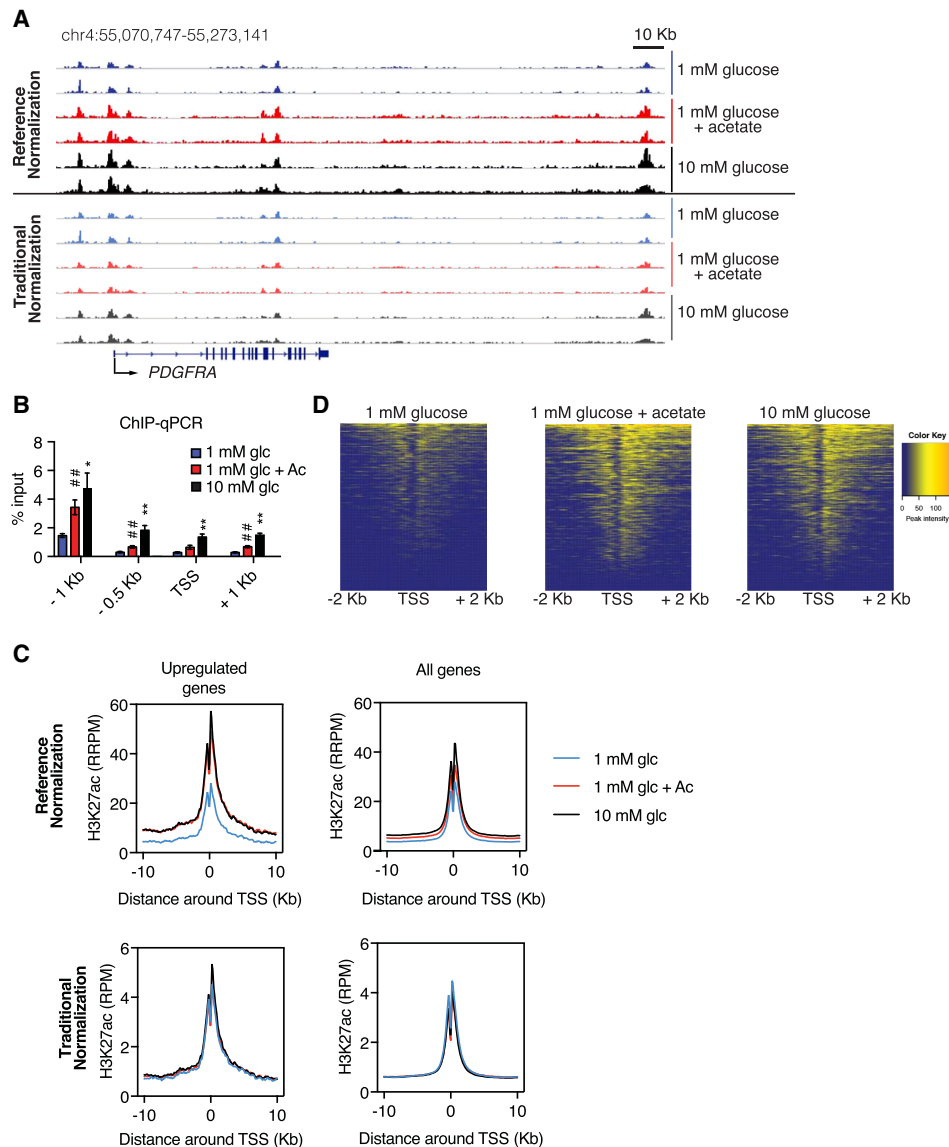 A
chr4:55,070,747-55,273,141
10 Kb
Reference
Normalization
1 mM glucose
1 mM glucose
+ acetate
10 mM glucose
Traditional
Normalization
1 mM glucose
1 mM glucose
+ acetate
10 mM glucose
PDGFRA
B
ChIP-qPCR
% input
8
6
4
2
0
1 mM glc
1 mM glc + Ac
10 mM glc
##
*
##
**
**
##
**
- 1 Kb
- 0.5 Kb
TSS
+ 1 Kb
D
1 mM glucose
1 mM glucose + acetate
10 mM glucose
-2 Kb TSS + 2 Kb
-2 Kb TSS + 2 Kb
-2 Kb TSS + 2 Kb
Color Key
0 50 100
Peak intensity
C
Upregulated
genes
All genes
Reference
Normalization
H3K27ac (RRPM)
60
40
20
0
-10 0 10
Distance around TSS (Kb)
H3K27ac (RRPM)
60
40
20
0
-10 0 10
Distance around TSS (Kb)
1 mM glc
1 mM glc + Ac
10 mM glc
Traditional
Normalization
H3K27ac (RPM)
6
4
2
0
-10 0 10
Distance around TSS (Kb)
H3K27ac (RPM)
6
4
2
0
-10 0 10
Distance around TSS (Kb)